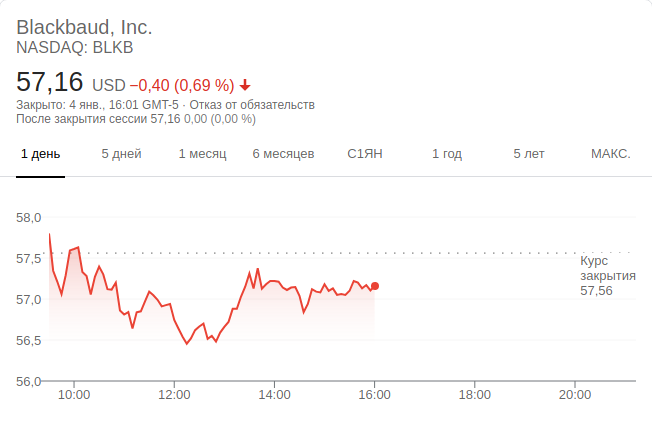 Blackbaud, Inc.
NASDAQ: BLKB
57,16 USD −0,40 (0,69 %)
Закрыто: 4 янв., 16:01 GMT-5 · Отказ от обязательств
После закрытия сессии 57,16 0,00 (0,00 %)
1 день 5 дней 1 месяц 6 месяцев С1ЯН 1 год 5 лет МАКС.
58,0
57,5
Курс
закрытия
57,56
57,0
56,5
56,0
10:00 12:00 14:00 16:00 18:00 20:00